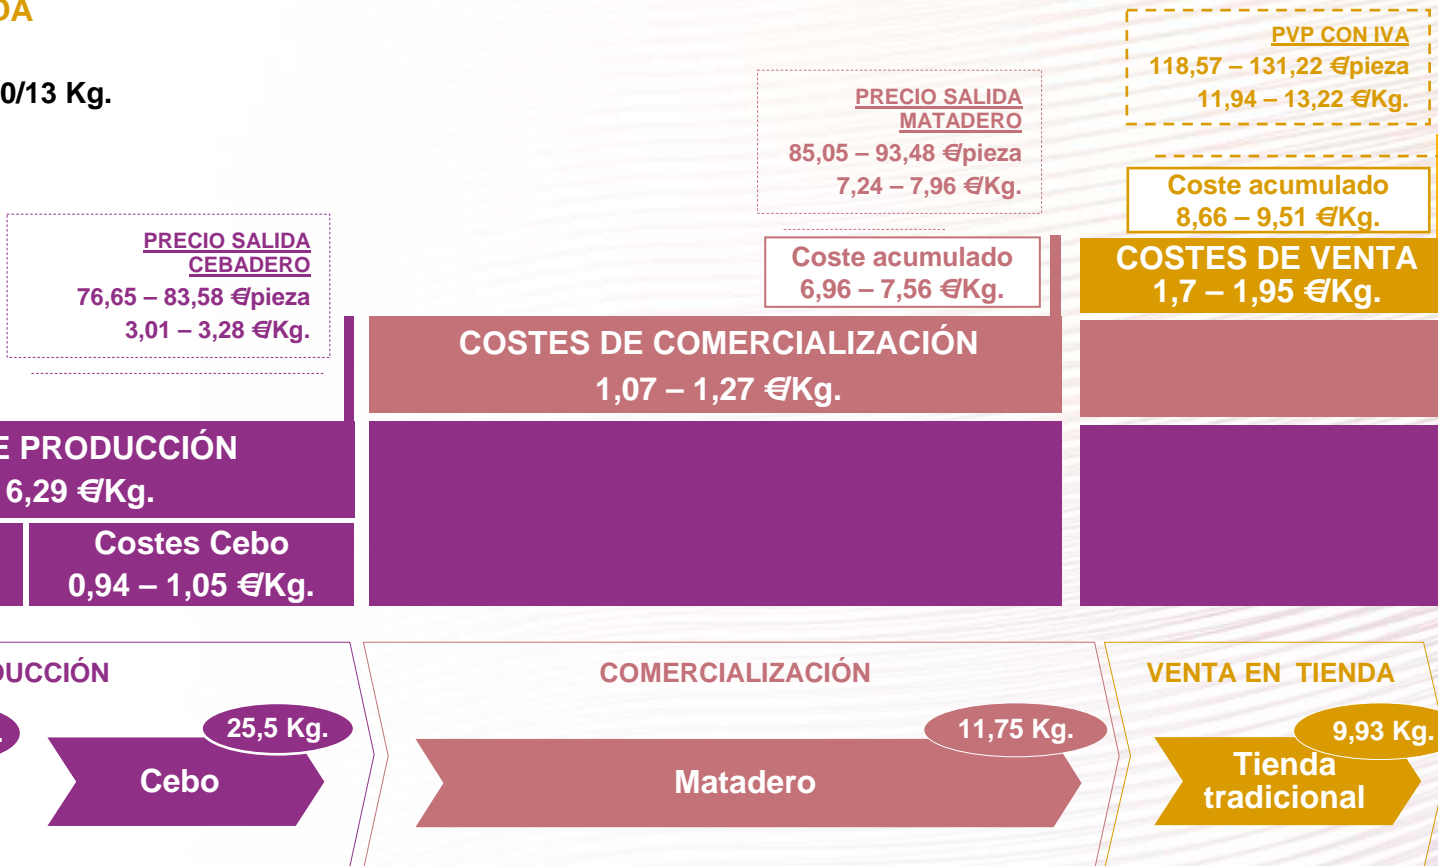 DA
0/13 Kg.
PVP CON IVA
118,57 – 131,22 €/pieza
11,94 – 13,22 €/Kg.
PRECIO SALIDA
MATADERO
85,05 – 93,48 €/pieza
7,24 – 7,96 €/Kg.
Coste acumulado
8,66 – 9,51 €/Kg.
PRECIO SALIDA
CEBADERO
76,65 – 83,58 €/pieza
3,01 – 3,28 €/Kg.
Coste acumulado
6,96 – 7,56 €/Kg.
COSTES DE VENTA
1,7 – 1,95 €/Kg.
COSTES DE COMERCIALIZACIÓN
1,07 – 1,27 €/Kg.
E PRODUCCIÓN
6,29 €/Kg.
Costes Cebo
0,94 – 1,05 €/Kg.
DUCCIÓN
COMERCIALIZACIÓN
VENTA EN TIENDA
25,5 Kg.
11,75 Kg.
9,93 Kg.
Cebo
Matadero
Tienda
tradicional